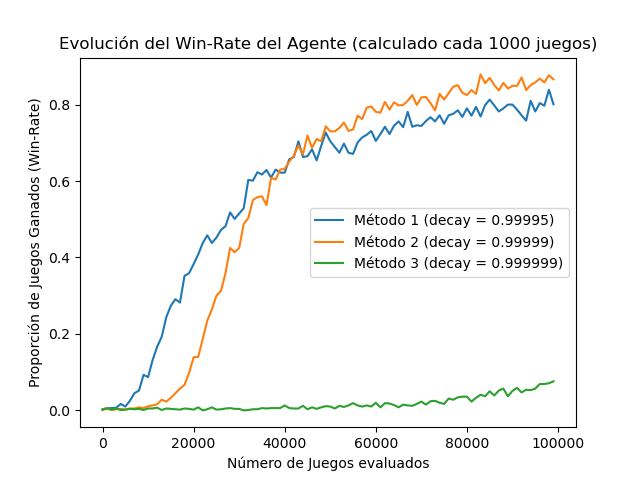 Evolución del Win-Rate del Agente (calculado cada 1000 juegos)
Proporción de Juegos Ganados (Win-Rate)
0.8
0.6
0.4
0.2
0.0
Método 1 (decay = 0.99995)
Método 2 (decay = 0.99999)
Método 3 (decay = 0.999999)
0 20000 40000 60000 80000 100000
Número de Juegos evaluados